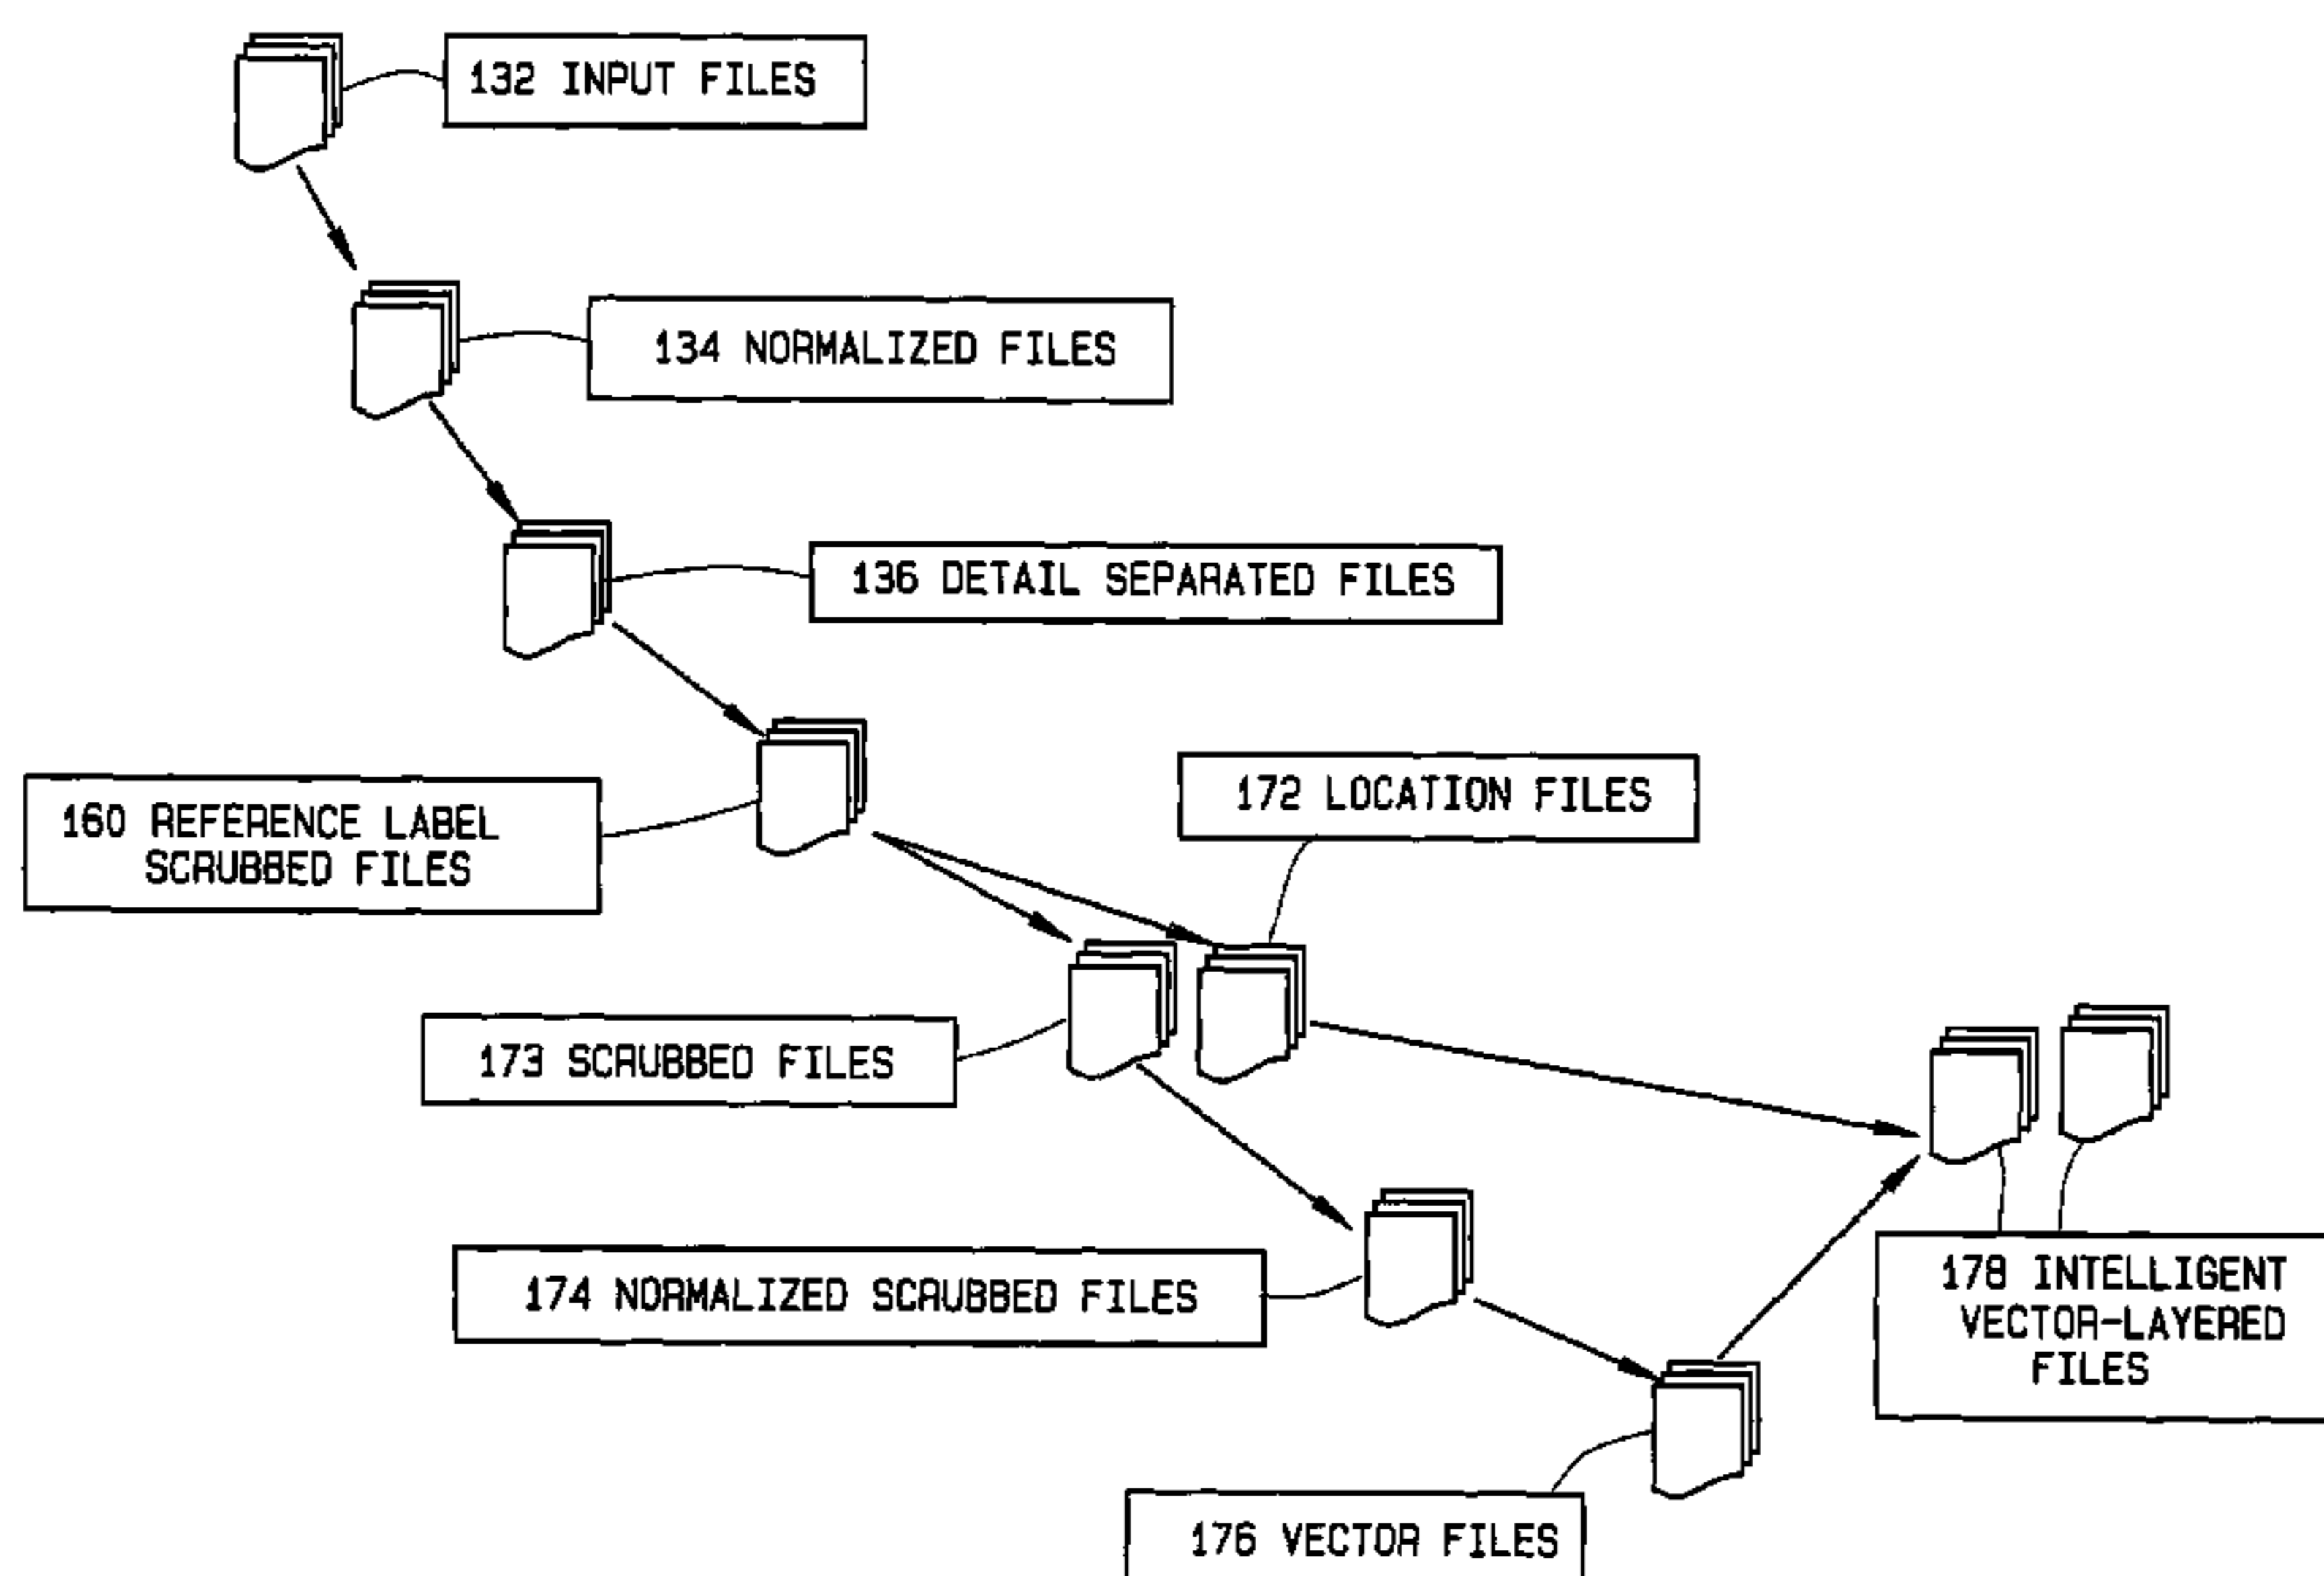 132 INPUT FILES
134 NORMALIZED FILES
136 DETAIL SEPARATED FILES
172 LOCATION FILES
160 REFERENCE LABEL
SCRUBBED FILES
173 SCRUBBED FILES
174 NORMALIZED SCRUBBED FILES
178 INTELLIGENT
VECTOR-LAYERED
FILES
176 VECTOR FILES